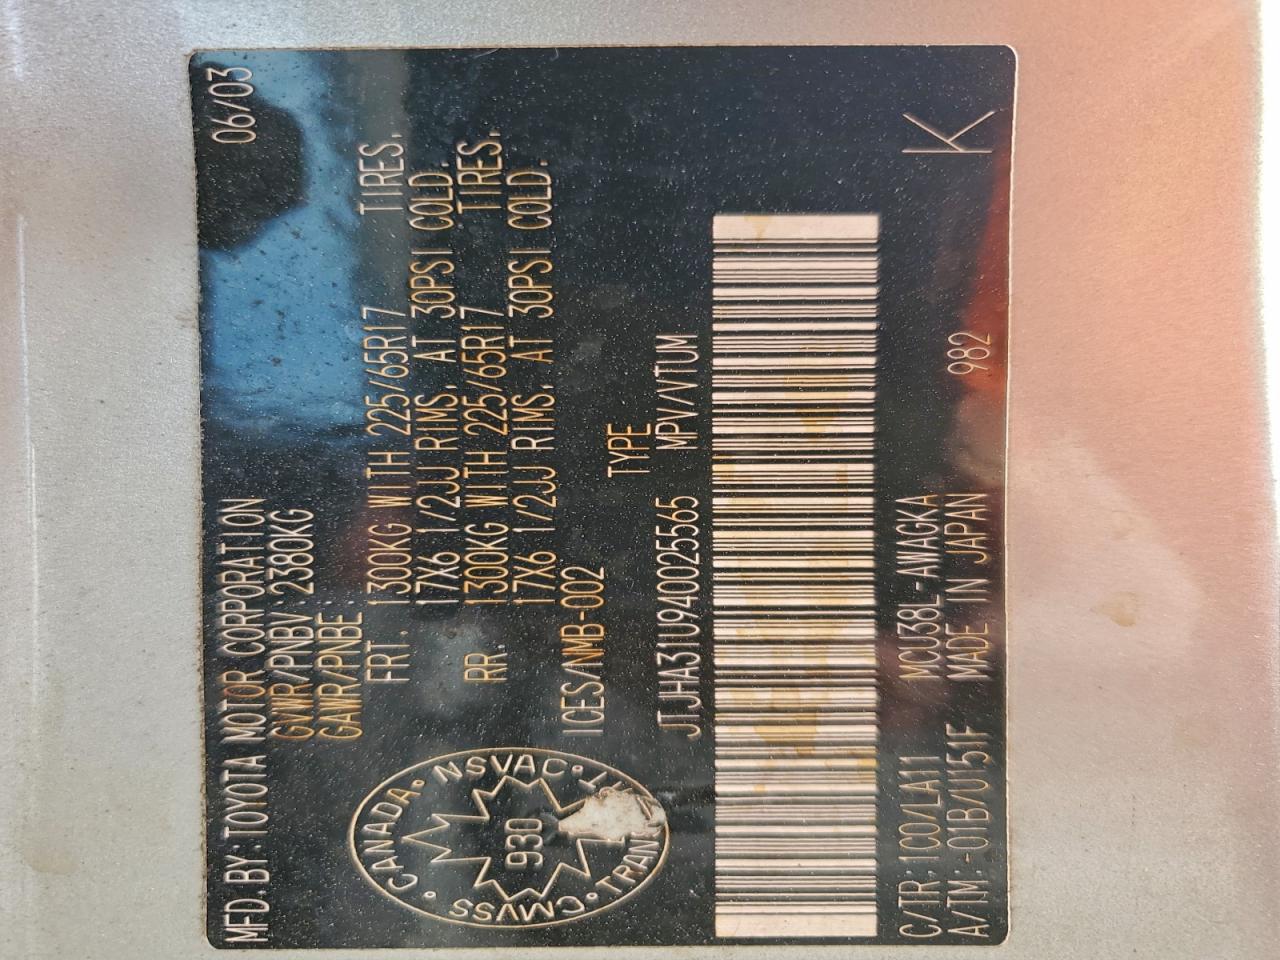 MFD.BY:TOYOTA MOTOR CORPORATION 06/03
GVWR/PNBV:2380KG
GAWR/PNBE:
FRT. 1300KG WITH 225/65R17 TIRES.
17X6 1/2JJ RIMS. AT 30PSI COLD.
RR. 1300KG WITH 225/65R17 TIRES.
17X6 1/2JJ RIMS. AT 30PSI COLD.
ICES/NMB-002
CANADA NSVAC
930
CMVSS
TYPE
JTJHA31U940025565 MPV/VTUM
C/TR:1C0/LA11 MCU38L-AWAGKA
A/TM:-01B/U151F MADE IN JAPAN 982
K